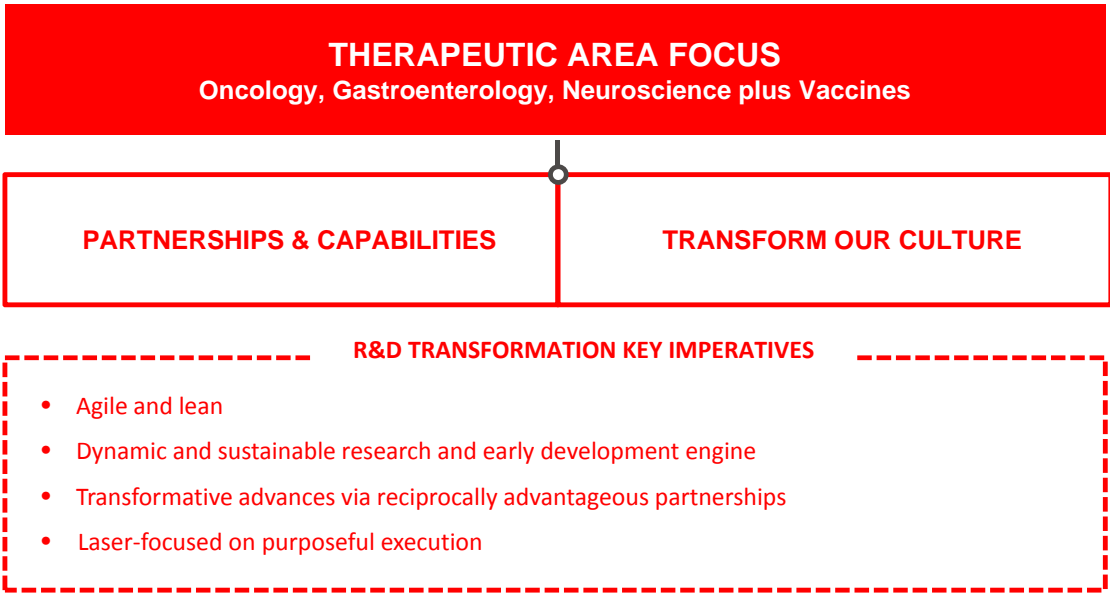 THERAPEUTIC AREA FOCUS
Oncology, Gastroenterology, Neuroscience plus Vaccines
PARTNERSHIPS & CAPABILITIES
TRANSFORM OUR CULTURE
R&D TRANSFORMATION KEY IMPERATIVES
• Agile and lean
• Dynamic and sustainable research and early development engine
• Transformative advances via reciprocally advantageous partnerships
• Laser-focused on purposeful execution